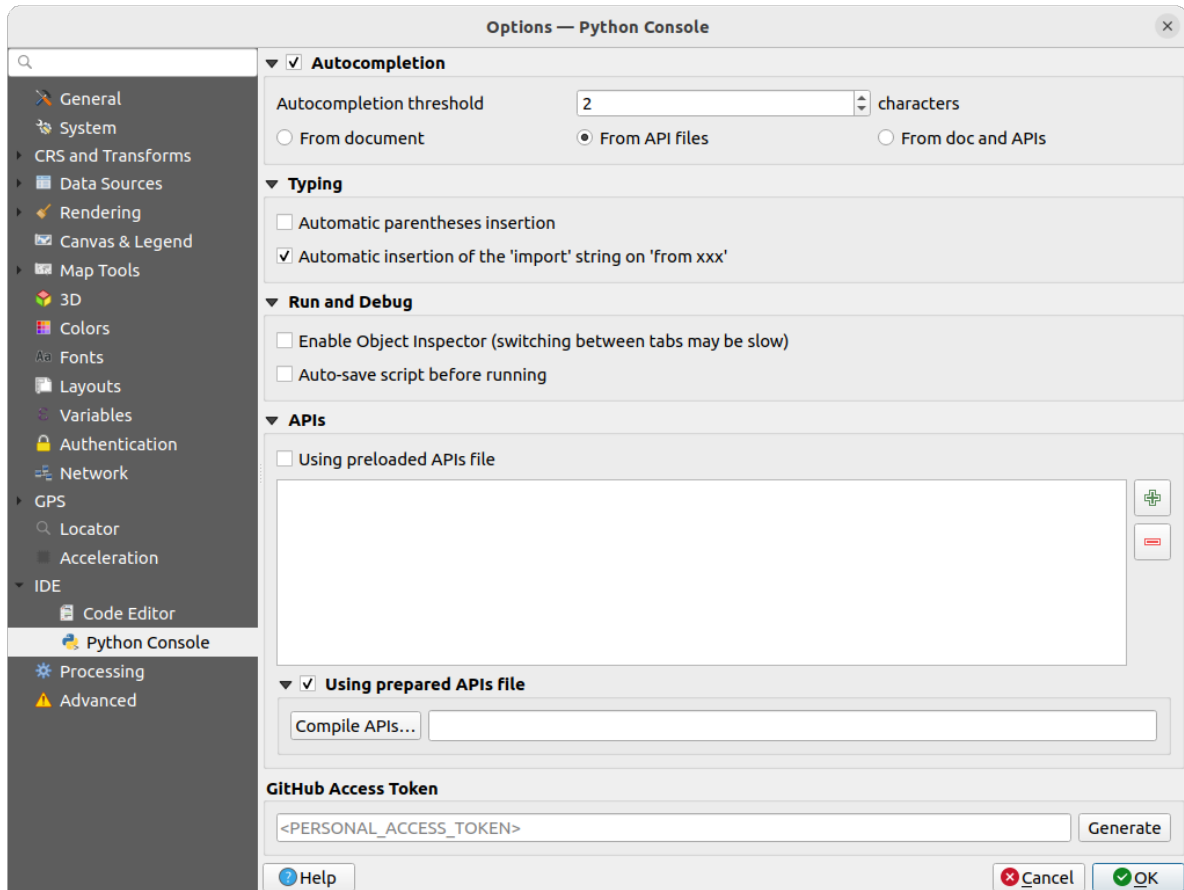 Options — Python Console
Autocompletion
General
Autocompletion threshold
2
characters
System
From document
From API files
From doc and APIs
CRS and Transforms
Data Sources
Typing
Rendering
Automatic parentheses insertion
Canvas & Legend
Automatic insertion of the 'import' string on 'from xxx'
Map Tools
3D
Run and Debug
Colors
Enable Object Inspector (switching between tabs may be slow)
Fonts
Auto-save script before running
Layouts
Variables
APIs
Authentication
Using preloaded APIs file
Network
GPS
Locator
Acceleration
IDE
Code Editor
Python Console
Processing
Using prepared APIs file
Advanced
Compile APIs...
GitHub Access Token
<PERSONAL_ACCESS_TOKEN>
Generate
Help
Cancel
OK